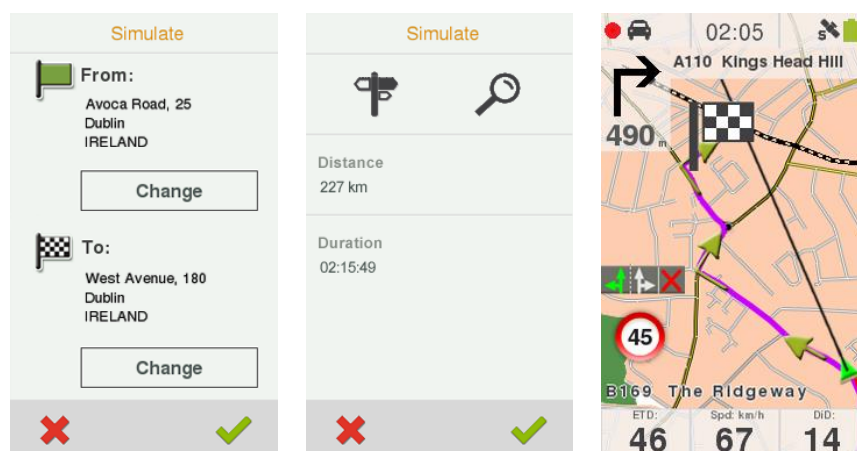 Simulate
From:
Avoca Road, 25
Dublin
IRELAND
Change
To:
West Avenue, 180
Dublin
IRELAND
Change
Simulate
Distance
227 km
Duration
02:15:49
02:05
S
A110 Kings Head Hill
490 m
45
B169 The Ridgeway
ETD:
Spd: km/h
DiD:
46
67
14